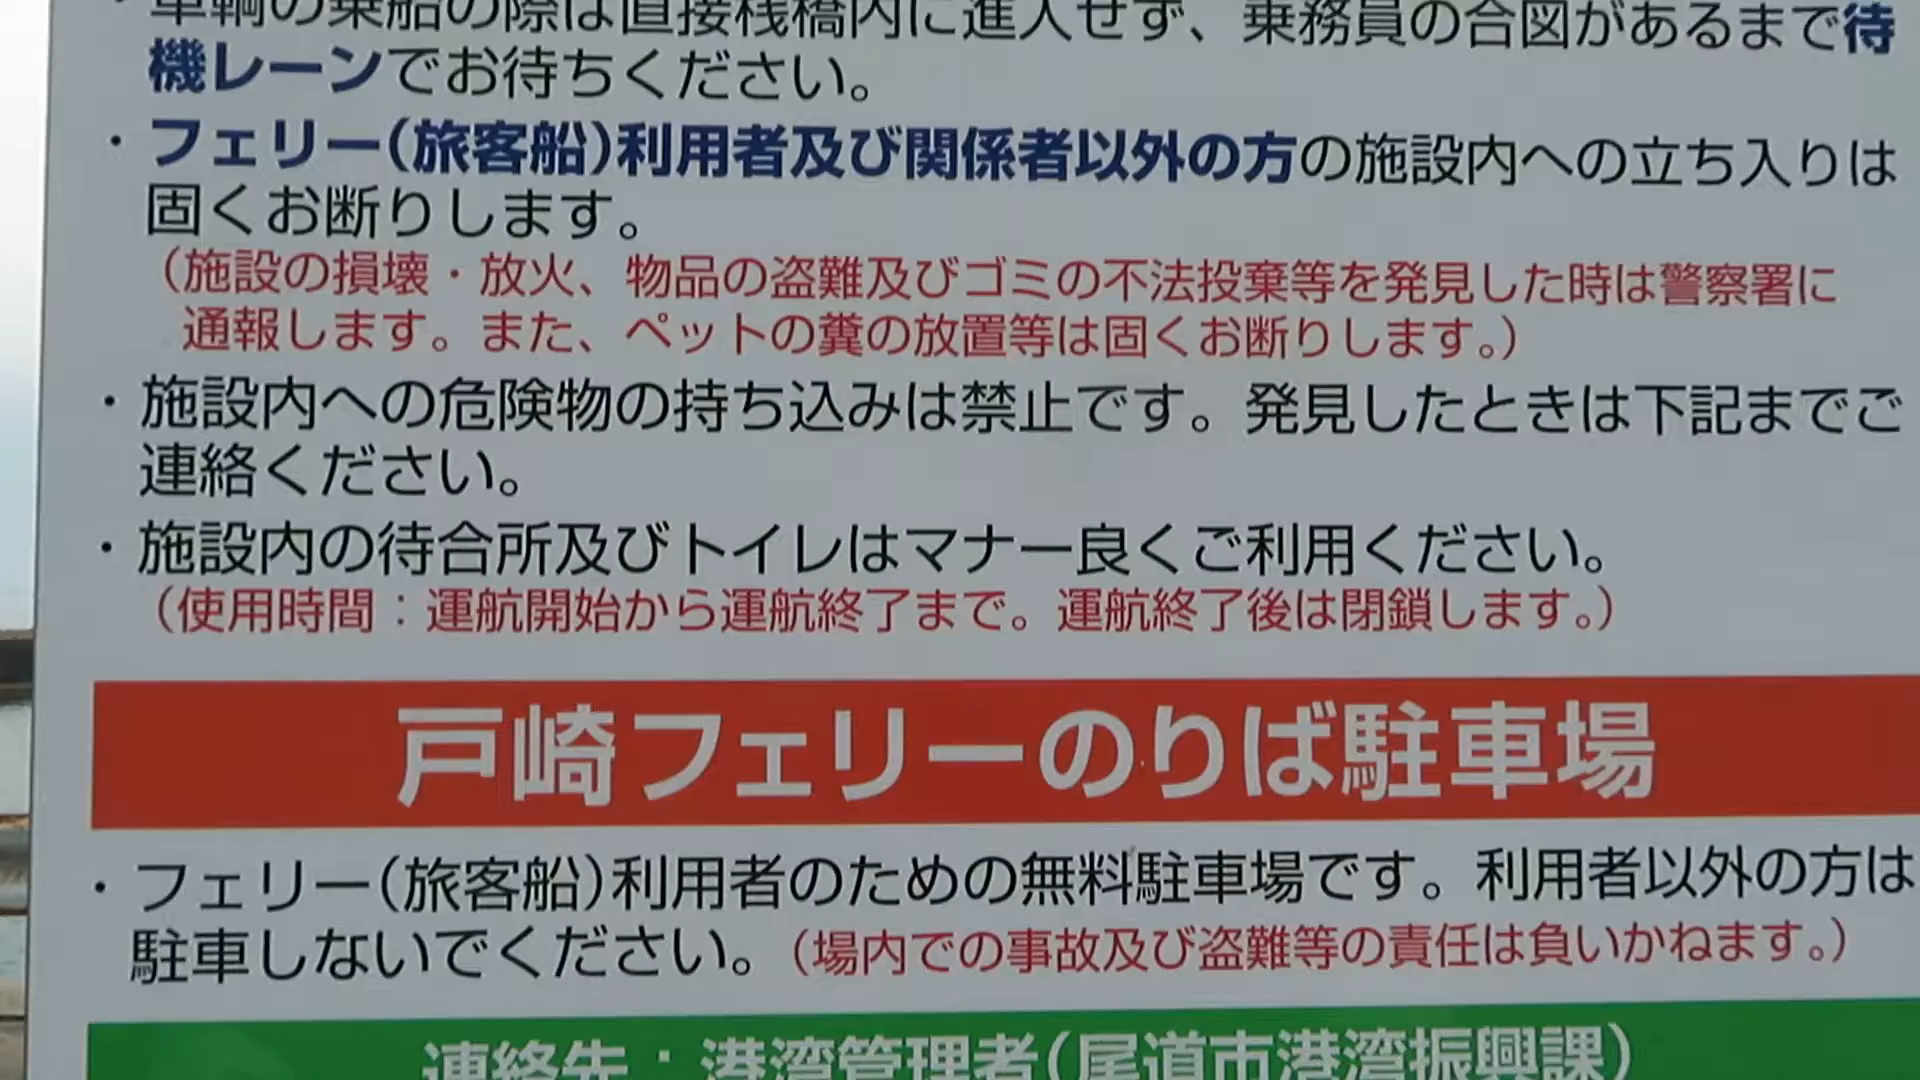 ・車輌の乗船の際は直接桟橋内に進入せず、乗務員の合図があるまで待
機レーンでお待ちください。
・フェリー(旅客船)利用者及び関係者以外の方の施設内への立ち入りは
固くお断りします。
(施設の損壊・放火、物品の盗難及びゴミの不法投棄等を発見した時は警察署に
通報します。また、ペットの糞の放置等は固くお断りします。)
・施設内への危険物の持ち込みは禁止です。発見したときは下記までご
連絡ください。
・施設内の待合所及びトイレはマナー良くご利用ください。
(使用時間：運航開始から運航終了まで。運航終了後は閉鎖します。)
戸崎フェリーのりば駐車場
・フェリー(旅客船)利用者のための無料駐車場です。利用者以外の方は
駐車しないでください。(場内での事故及び盗難等の責任は負いかねます。)
連絡先：港湾管理者(尾道市港湾振興課)